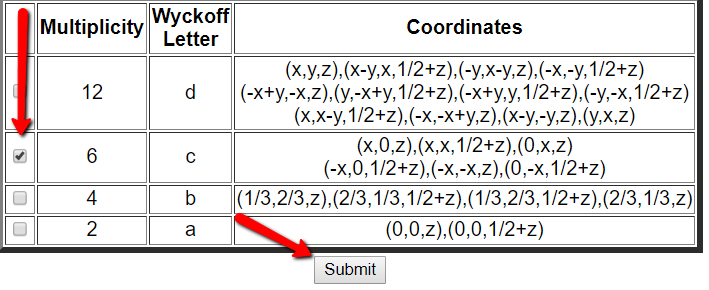 Multiplicity Wyckoff Letter Coordinates
12 d (x,y,z),(x-y,x,1/2+z),(-y,x-y,z),(-x,-y,1/2+z)
(-x+y,-x,z),(y,-x+y,1/2+z),(-x+y,y,1/2+z),(-y,-x,1/2+z)
(x,x-y,1/2+z),(-x,-x+y,z),(x-y,-y,z),(y,x,z)
6 c (x,0,z),(x,x,1/2+z),(0,x,z)
(-x,0,1/2+z),(-x,-x,z),(0,-x,1/2+z)
4 b (1/3,2/3,z),(2/3,1/3,1/2+z),(1/3,2/3,1/2+z),(2/3,1/3,z)
2 a (0,0,z),(0,0,1/2+z)
Submit